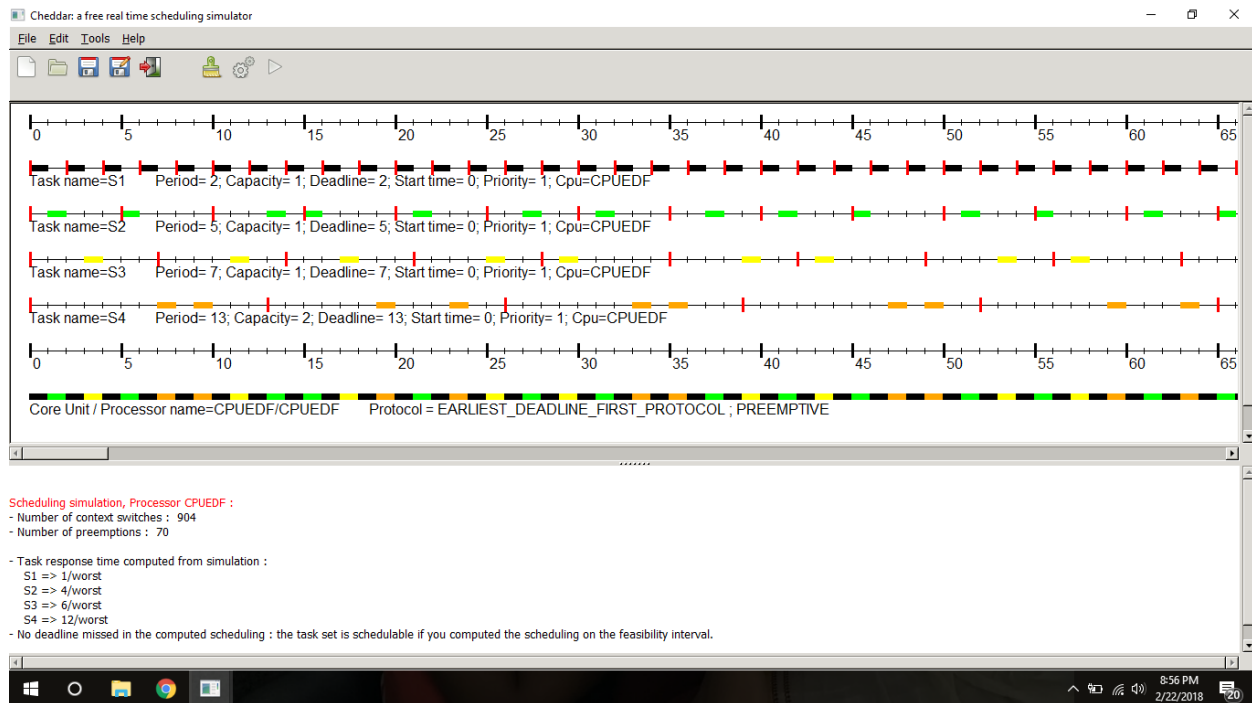 Cheddar: a free real time scheduling simulator
File Edit Tools Help
0 5 10 15 20 25 30 35 40 45 50 55 60 65
Task name=S1 Period= 2; Capacity= 1; Deadline= 2; Start time= 0; Priority= 1; Cpu=CPUEDF
Task name=S2 Period= 5; Capacity= 1; Deadline= 5; Start time= 0; Priority= 1; Cpu=CPUEDF
Task name=S3 Period= 7; Capacity= 1; Deadline= 7; Start time= 0; Priority= 1; Cpu=CPUEDF
Task name=S4 Period= 13; Capacity= 2; Deadline= 13; Start time= 0; Priority= 1; Cpu=CPUEDF
0 5 10 15 20 25 30 35 40 45 50 55 60 65
Core Unit / Processor name=CPUEDF/CPUEDF Protocol = EARLIEST_DEADLINE_FIRST_PROTOCOL ; PREEMPTIVE
Scheduling simulation, Processor CPUEDF :
- Number of context switches : 904
- Number of preemptions : 70
- Task response time computed from simulation :
S1 => 1/worst
S2 => 4/worst
S3 => 6/worst
S4 => 12/worst
- No deadline missed in the computed scheduling : the task set is schedulable if you computed the scheduling on the feasibility interval.
8:56 PM
2/22/2018
20